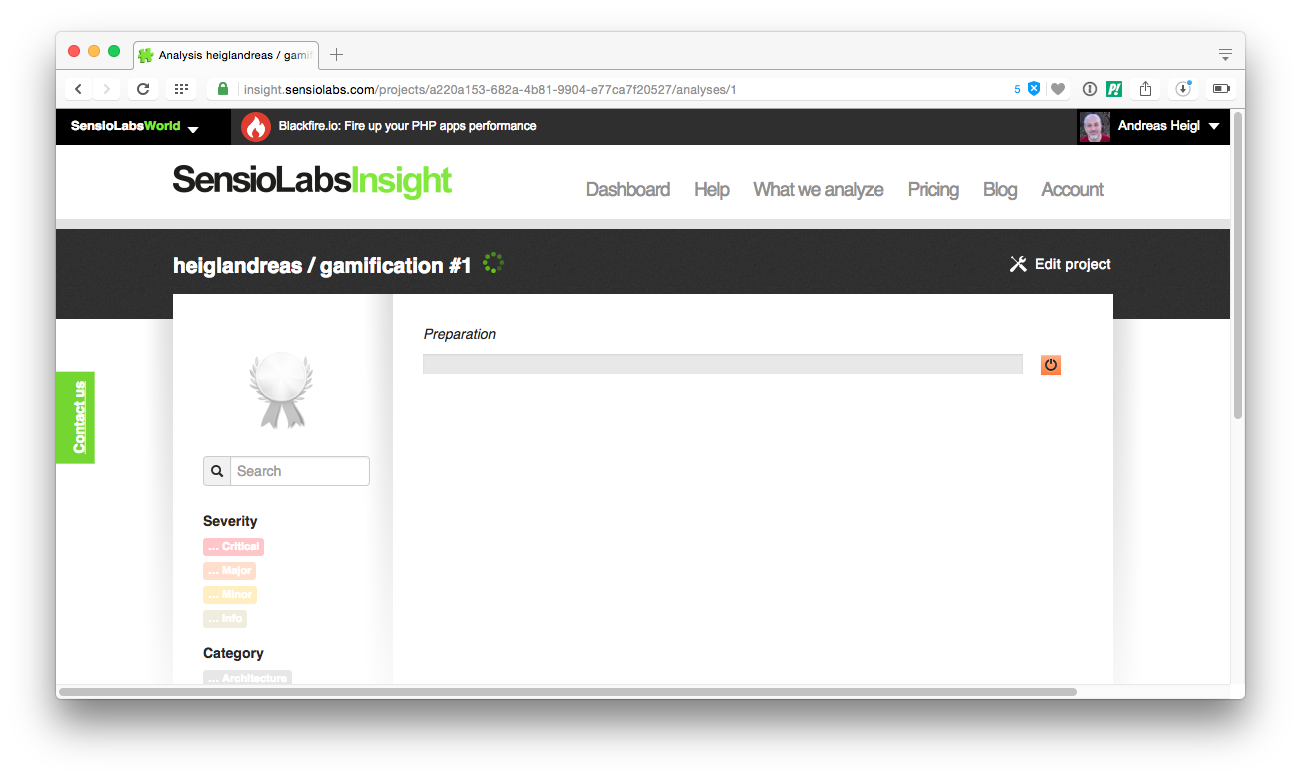 Analysis heiglandreas / gamif
insight.sensiolabs.com/projects/a220a153-682a-4b81-9904-e77ca7f20527/analyses/1
5
SensioLabsWorld
Blackfire.io: Fire up your PHP apps performance
Andreas Heigl
SensioLabsInsight
Dashboard Help What we analyze Pricing Blog Account
heiglandreas / gamification #1
Edit project
Preparation
Contact us
Search
Severity
... Critical
... Major
... Minor
... Info
Category
... Architecture